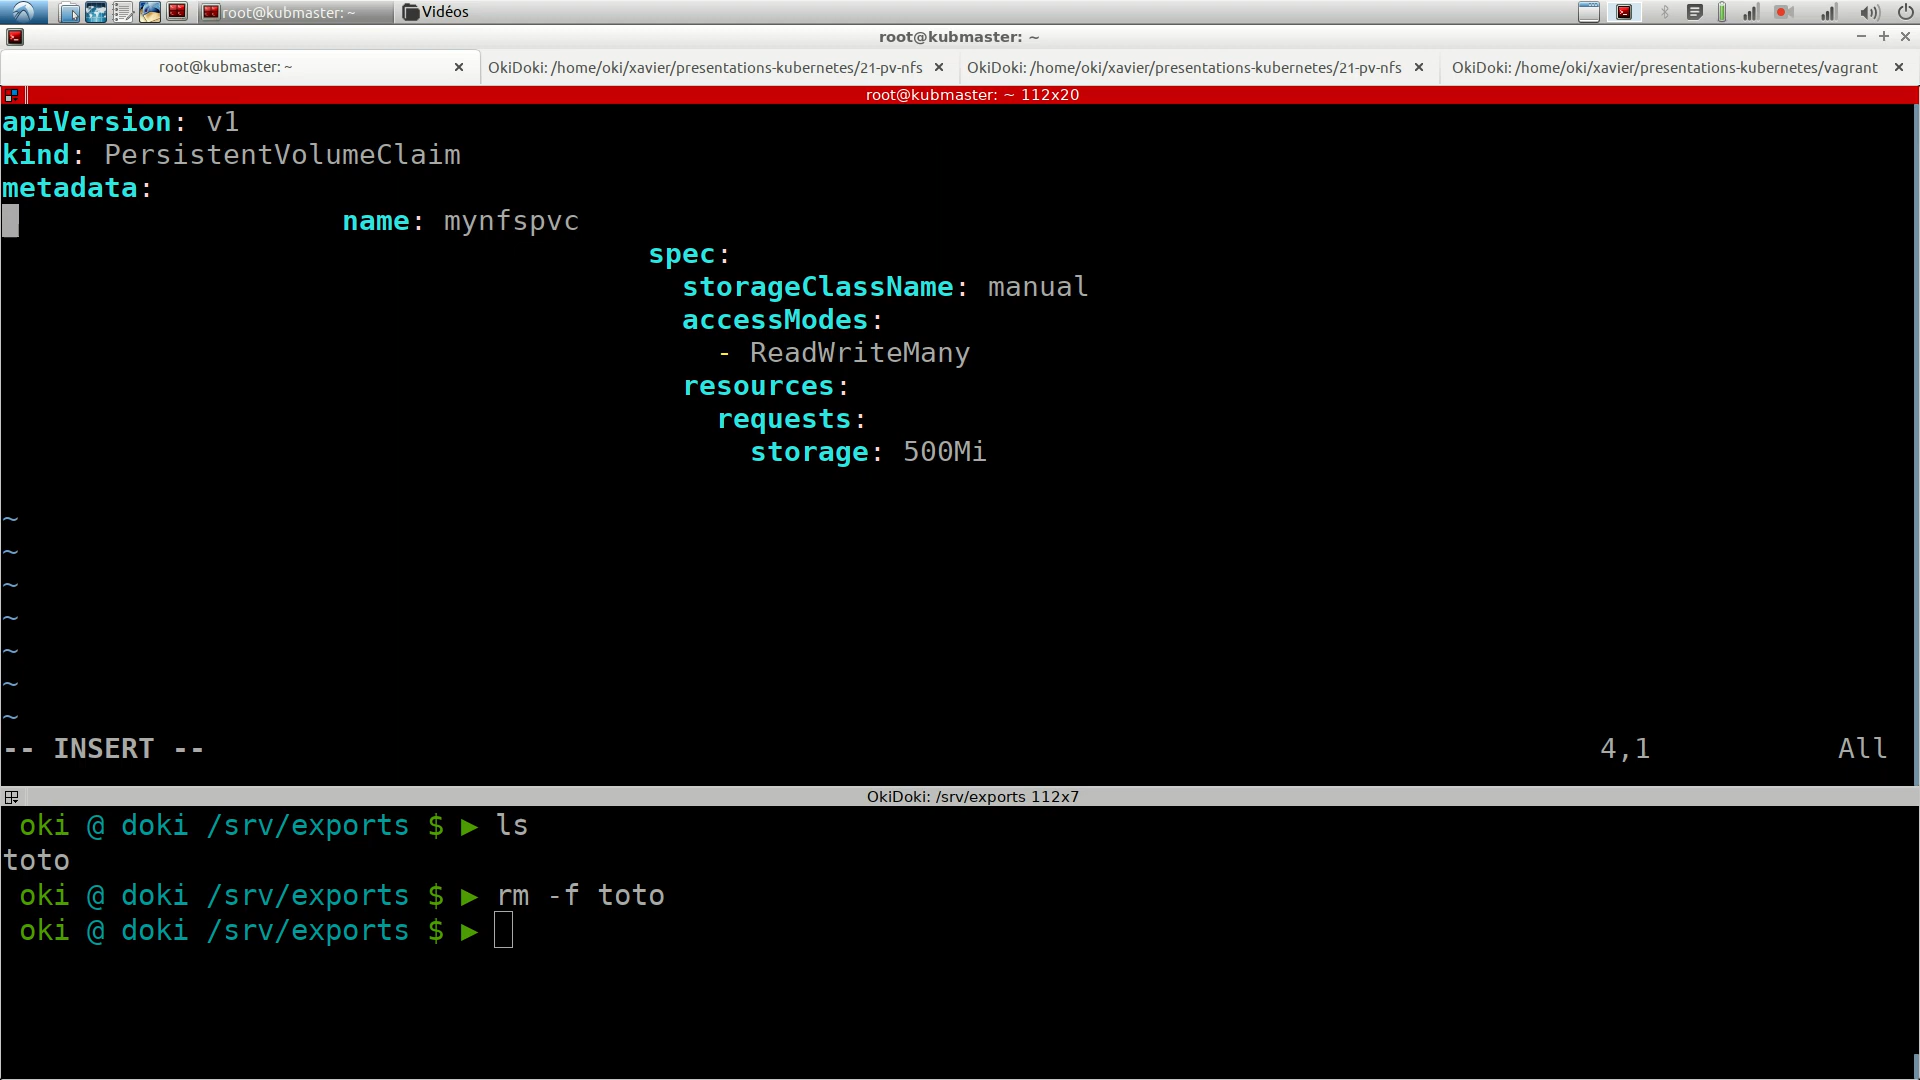 root@kubmaster: ~
Vidéos
root@kubmaster: ~
root@kubmaster: ~
OkiDoki: /home/oki/xavier/presentations-kubernetes/21-pv-nfs
OkiDoki: /home/oki/xavier/presentations-kubernetes/21-pv-nfs
OkiDoki: /home/oki/xavier/presentations-kubernetes/vagrant
root@kubmaster: ~ 112x20
apiVersion: v1
kind: PersistentVolumeClaim
metadata:
name: mynfspvc
spec:
storageClassName: manual
accessModes:
- ReadWriteMany
resources:
requests:
storage: 500Mi
~
~
~
~
~
~
~
-- INSERT -- 4,1 All
OkiDoki: /srv/exports 112x7
oki @ doki /srv/exports $ ▶ ls
toto
oki @ doki /srv/exports $ ▶ rm -f toto
oki @ doki /srv/exports $ ▶